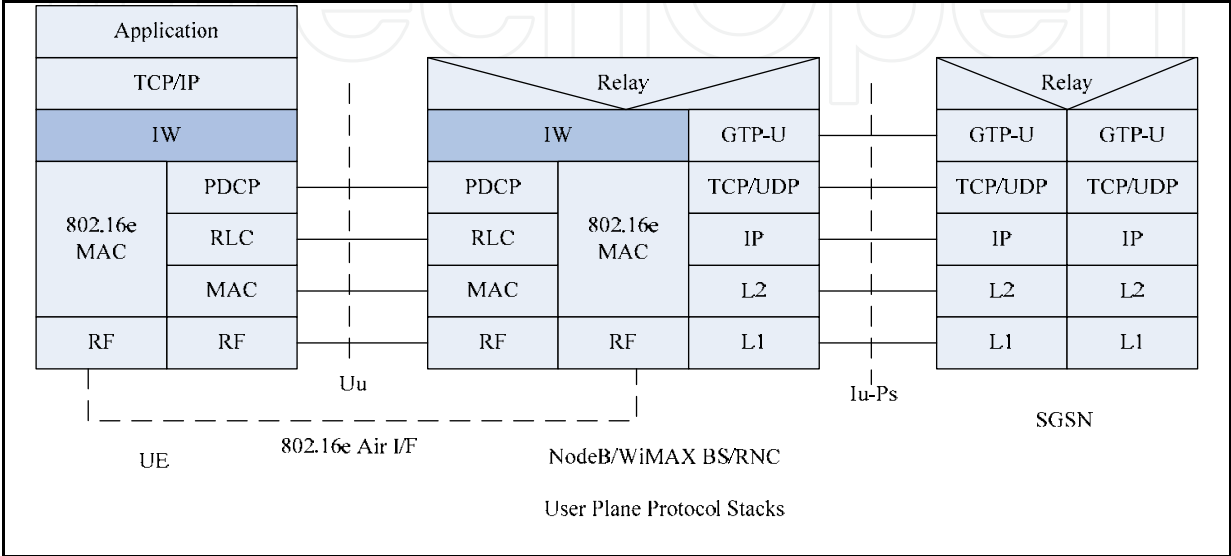 Application
TCP/IP
IW
802.16e
MAC
PDCP
RLC
MAC
RF
RF
Uu
802.16e Air I/F
UE
Relay
IW
GTP-U
PDCP
802.16e
MAC
TCP/UDP
RLC
IP
MAC
L2
RF
RF
L1
NodeB/WiMAX BS/RNC
Iu-Ps
Relay
GTP-U
GTP-U
TCP/UDP
TCP/UDP
IP
IP
L2
L2
L1
L1
SGSN
User Plane Protocol Stacks